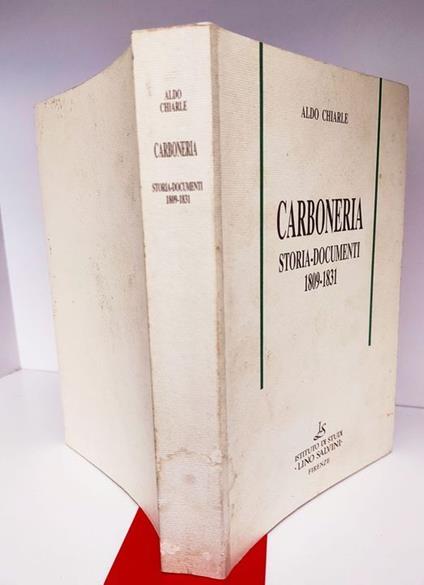 ALDO
CHIARLE
CARBONERIA
STORIA-DOCUMENTI
1809-1831
ALDO CHIARLE
CARBONERIA
STORIA-DOCUMENTI
1809-1831
LS
ISTITUTO DI STUDI
"LINO SALVINI"
FIRENZE